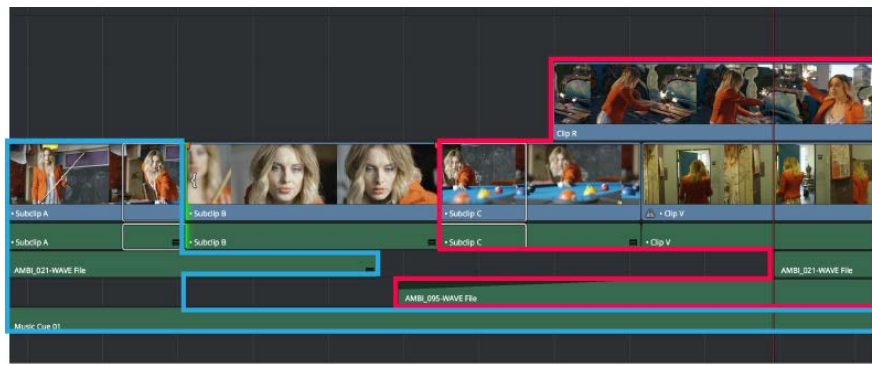 Clip R
• Subclip A
• Subclip B
• Subclip C
• Clip V
• Subclip A
• Subclip B
• Subclip C
• Clip V
AMBI_021-WAVE File
AMBI_021-WAVE File
AMBI_095-WAVE File
Music Cue 01